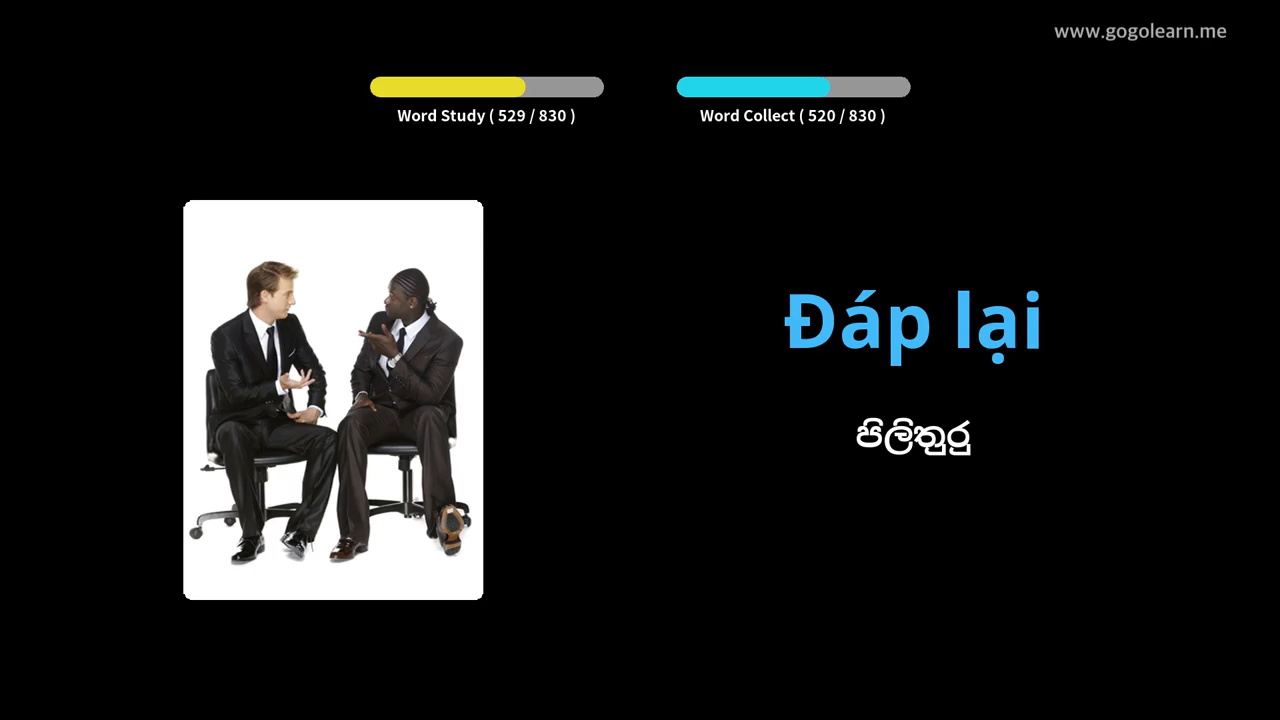 www.gogolearn.me
Word Study ( 529 / 830 )
Word Collect ( 520 / 830 )
Đáp lại
පිලිතුරු